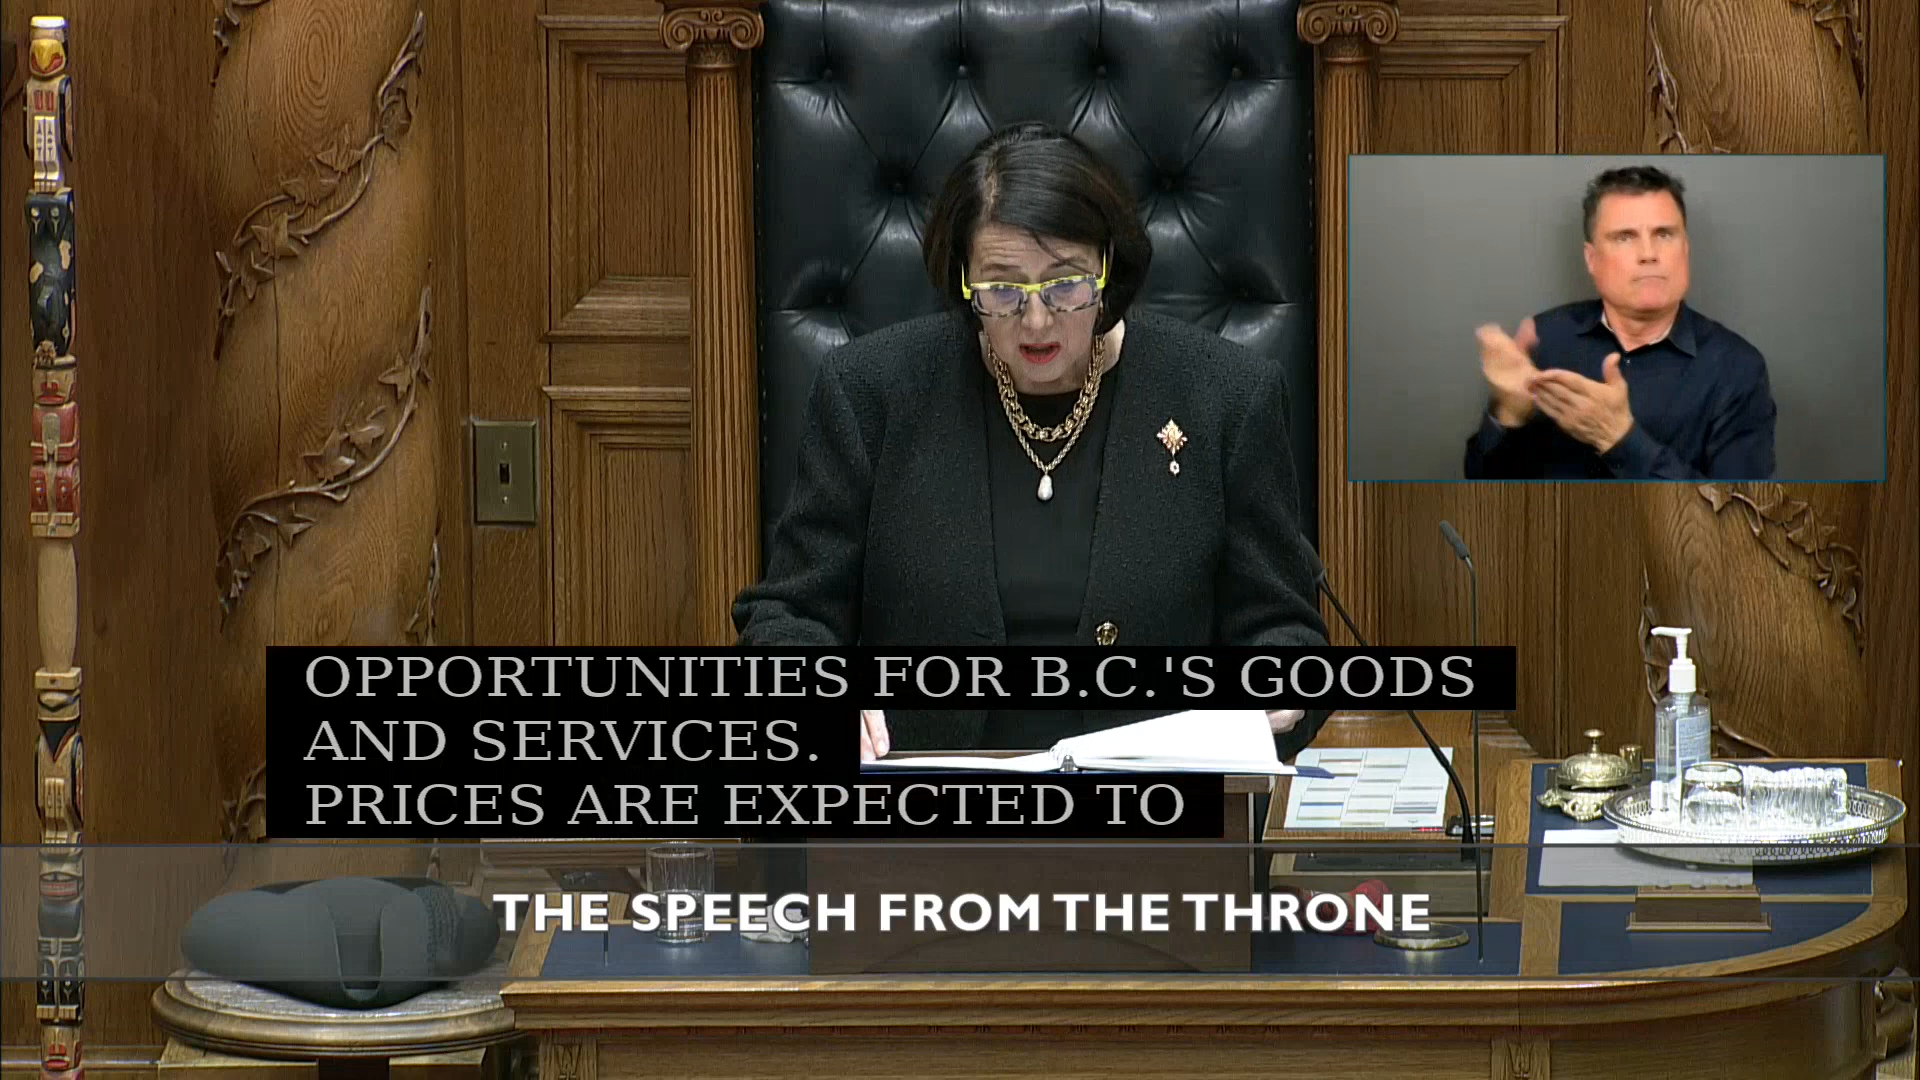 OPPORTUNITIES FOR B.C.'S GOODS
AND SERVICES.
PRICES ARE EXPECTED TO
THE SPEECH FROM THE THRONE